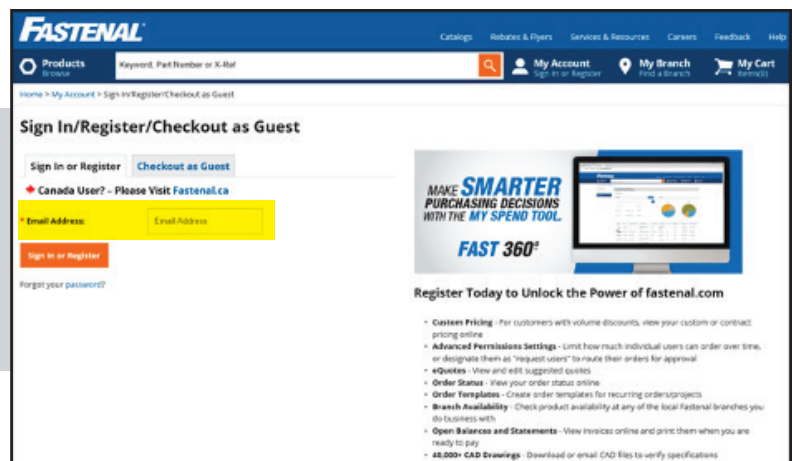 FASTENAL
Catalogs Rebates & Flyers Services & Resources Careers Feedback Help
Products
Browse
Keyword, Part Number or X-Ref
My Account
Sign In or Register
My Branch
Find a Branch
My Cart
Items(0)
Home > My Account > Sign In/Register/Checkout as Guest
Sign In/Register/Checkout as Guest
Sign In or Register
Checkout as Guest
Canada User? - Please Visit Fastenal.ca
* Email Address:
Email Address
Sign In or Register
Forgot your password?
MAKE SMARTER
PURCHASING DECISIONS
WITH THE MY SPEND TOOL.
FAST 360°
Register Today to Unlock the Power of fastenal.com
Custom Pricing - For customers with volume discounts, view your custom or contract
pricing online
Advanced Permissions Settings - Limit how much individual users can order over time,
or designate them as "request users" to route their orders for approval
eQuotes - View and edit suggested quotes
Order Status - View your order status online
Order Templates - Create order templates for recurring orders/projects
Branch Availability - Check product availability at any of the local Fastenal branches you
do business with
Open Balances and Statements - View invoices online and print them when you are
ready to pay
40,000+ CAD Drawings - Download or email CAD files to verify specifications